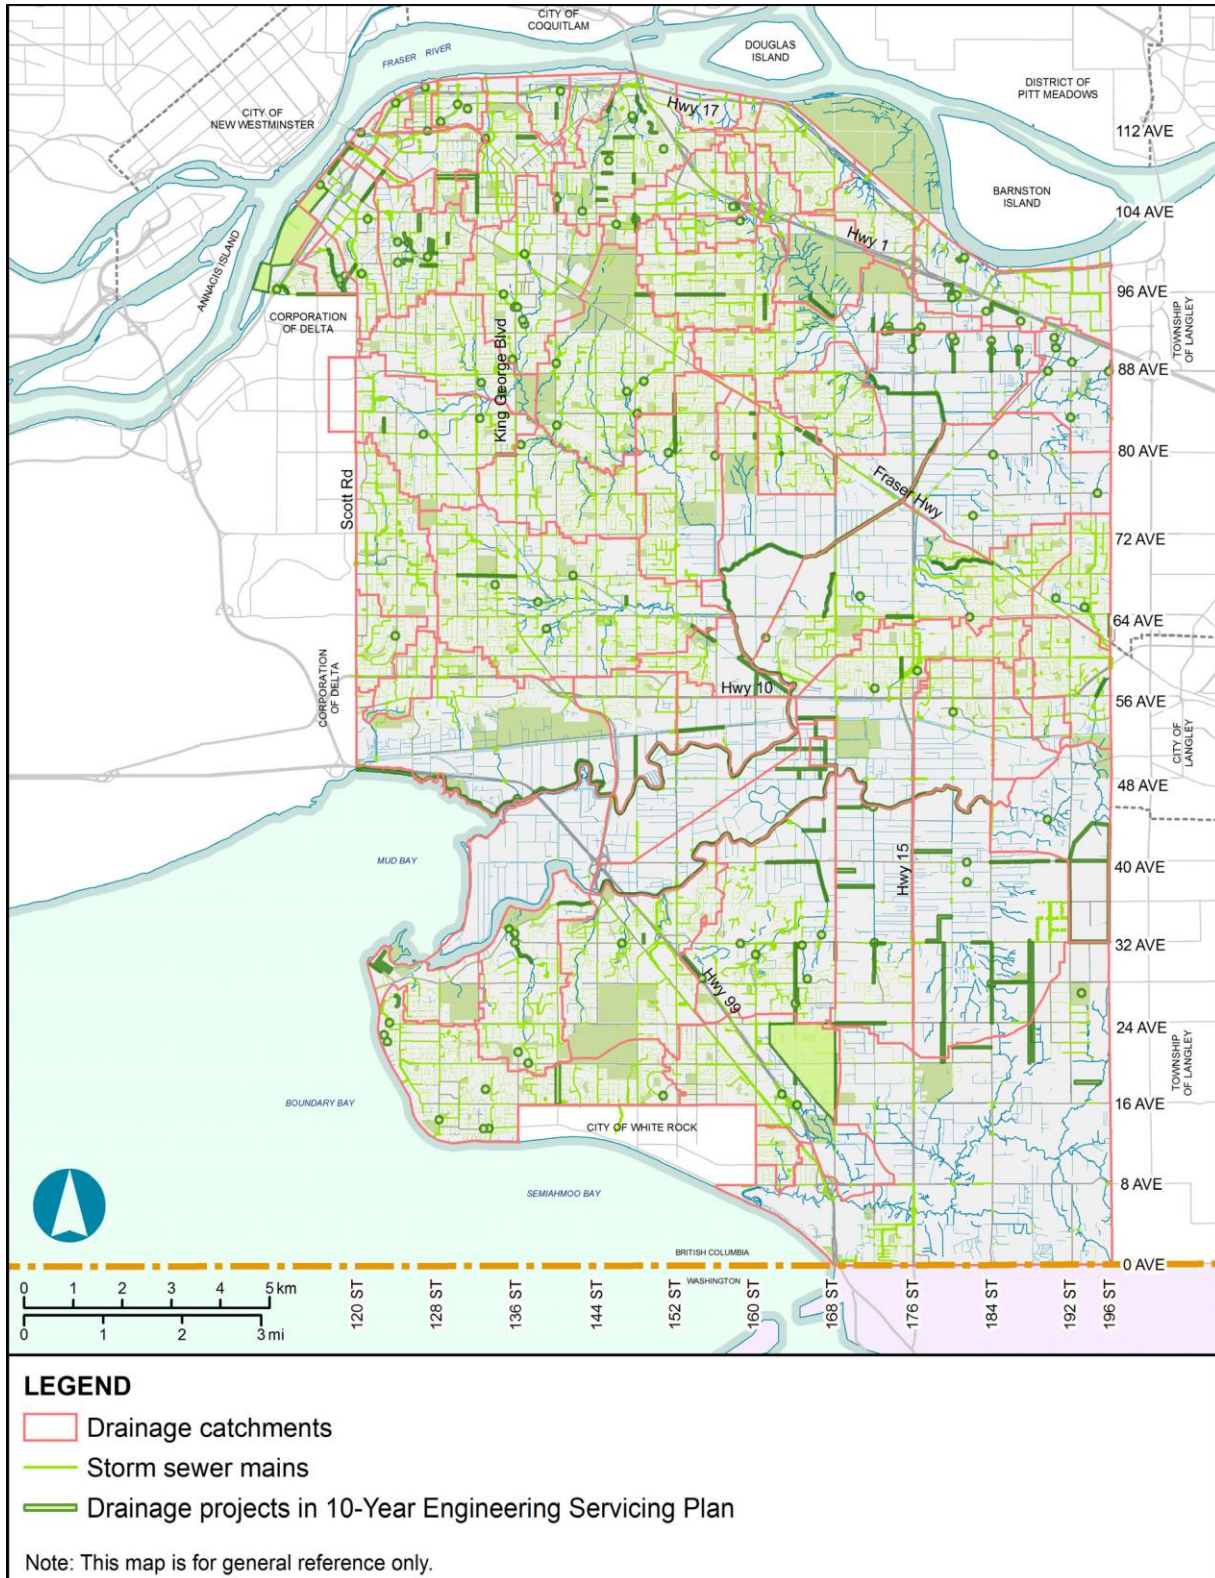 CITY OF
COQUITLAM
FRASER RIVER
DOUGLAS
ISLAND
DISTRICT OF
PITT MEADOWS
CITY OF
NEW WESTMINSTER
Hwy 17
112 AVE
BARNSTON
ISLAND
104 AVE
Hwy 1
ANNACIS ISLAND
96 AVE
CORPORATION
OF DELTA
TOWNSHIP
OF LANGLEY
King George Blvd
88 AVE
80 AVE
Scott Rd
Fraser Hwy
72 AVE
64 AVE
CORPORATION
OF DELTA
Hwy 10
56 AVE
CITY OF
LANGLEY
48 AVE
MUD BAY
Hwy 15
40 AVE
32 AVE
Hwy 99
24 AVE
TOWNSHIP
OF LANGLEY
BOUNDARY BAY
16 AVE
CITY OF WHITE ROCK
SEMIAHMOO BAY
8 AVE
BRITISH COLUMBIA
0 AVE
WASHINGTON
0 1 2 3 4 5 km
0 1 2 3 mi
120 ST
128 ST
136 ST
144 ST
152 ST
160 ST
168 ST
176 ST
184 ST
192 ST
196 ST
LEGEND
Drainage catchments
Storm sewer mains
Drainage projects in 10-Year Engineering Servicing Plan
Note: This map is for general reference only.